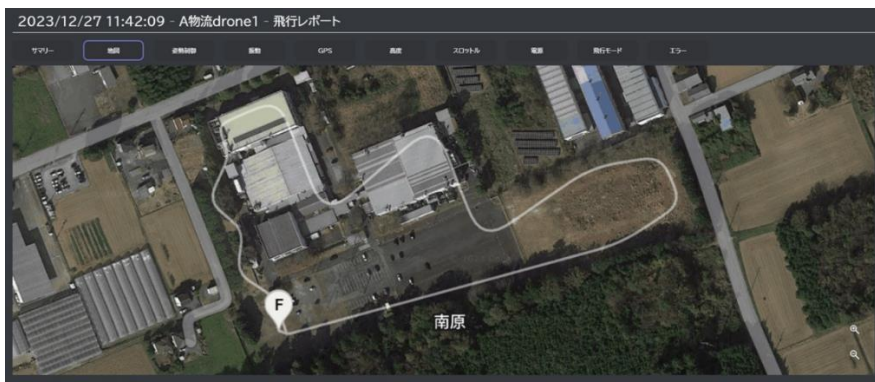 2023/12/27 11:42:09 - A物流drone1 - 飛行レポート
サマリー 地図 姿勢制御 振動 GPS 高度 スロットル 電源 飛行モード エラー
F
南原